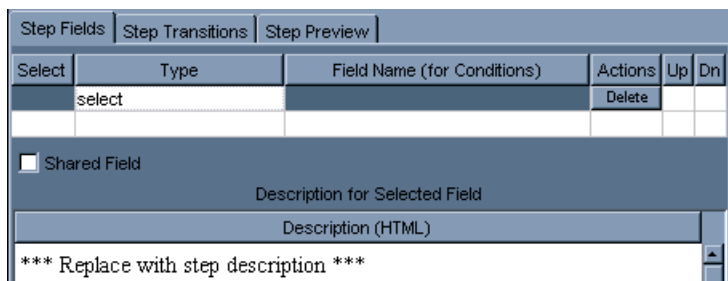 Step Fields Step Transitions Step Preview
Select Type Field Name (for Conditions) Actions Up Dn
select Delete
Shared Field
Description for Selected Field
Description (HTML)
*** Replace with step description ***